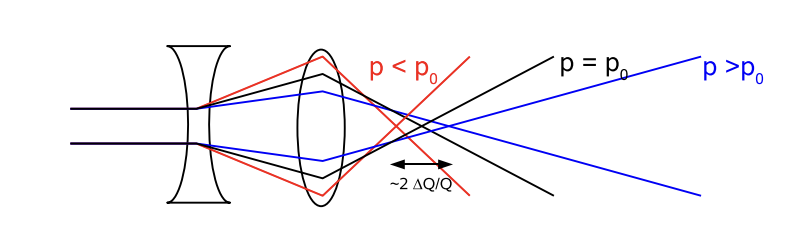 p < p0
p = p0
p >p0
~2 ΔQ/Q